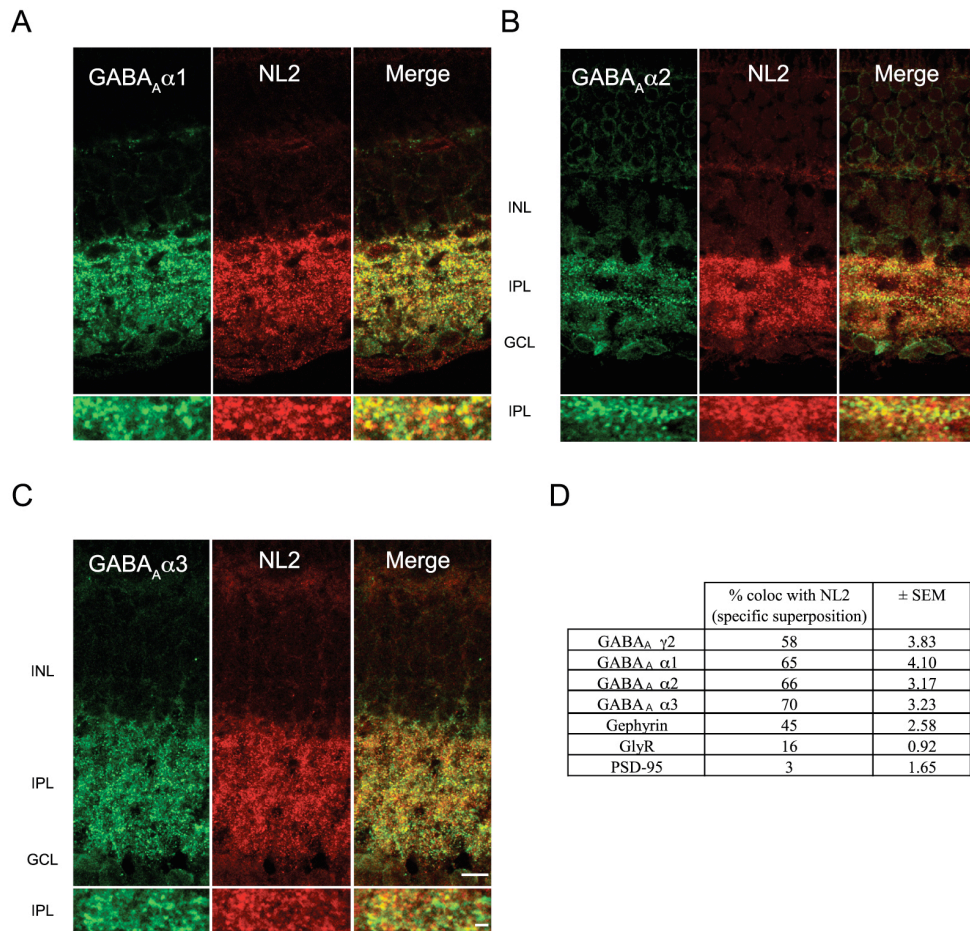 A
GABAAα1 NL2 Merge
B
GABAAα2 NL2 Merge
INL
IPL
GCL
IPL
C
GABAAα3 NL2 Merge
INL
IPL
GCL
IPL
D
% coloc with NL2 ± SEM
(specific superposition)
GABAA γ2 58 3.83
GABAA α1 65 4.10
GABAA α2 66 3.17
GABAA α3 70 3.23
Gephyrin 45 2.58
GlyR 16 0.92
PSD-95 3 1.65